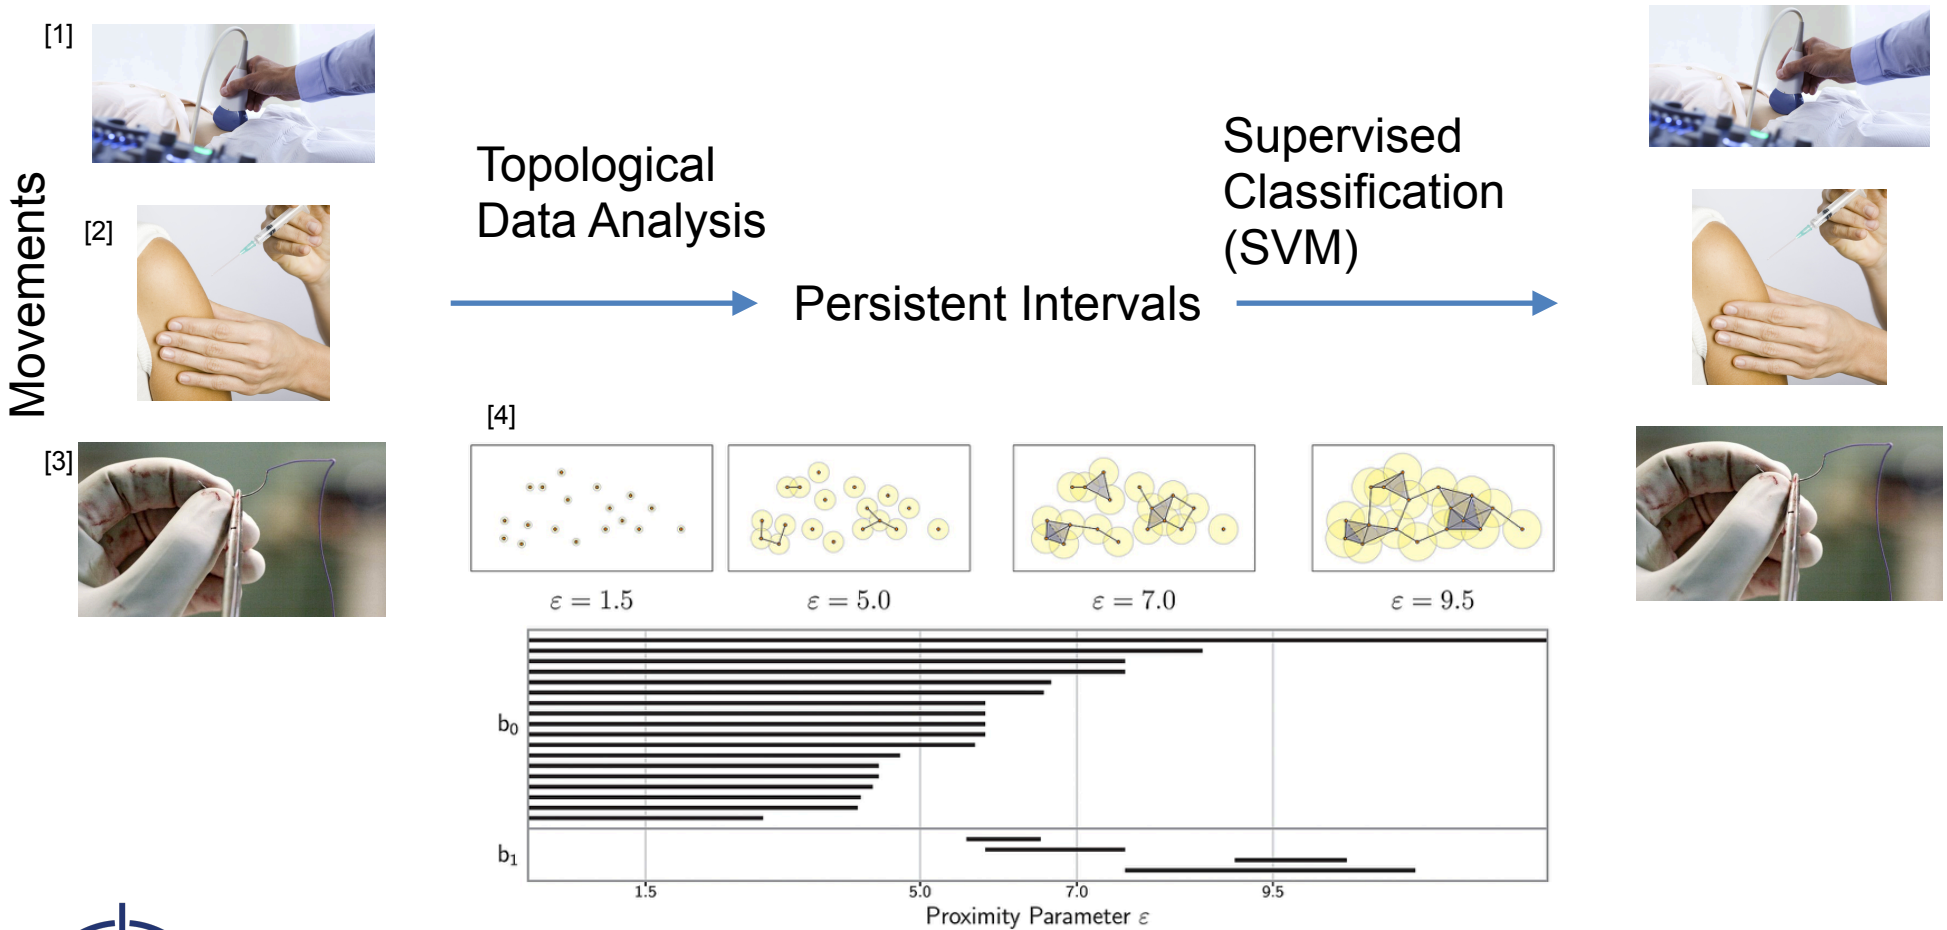 [1]
Movements
[2]
[3]
Topological
Data Analysis
Persistent Intervals
Supervised
Classification
(SVM)
[4]
ε = 1.5
ε = 5.0
ε = 7.0
ε = 9.5
b₀
b₁
1.5
5.0
7.0
9.5
Proximity Parameter ε